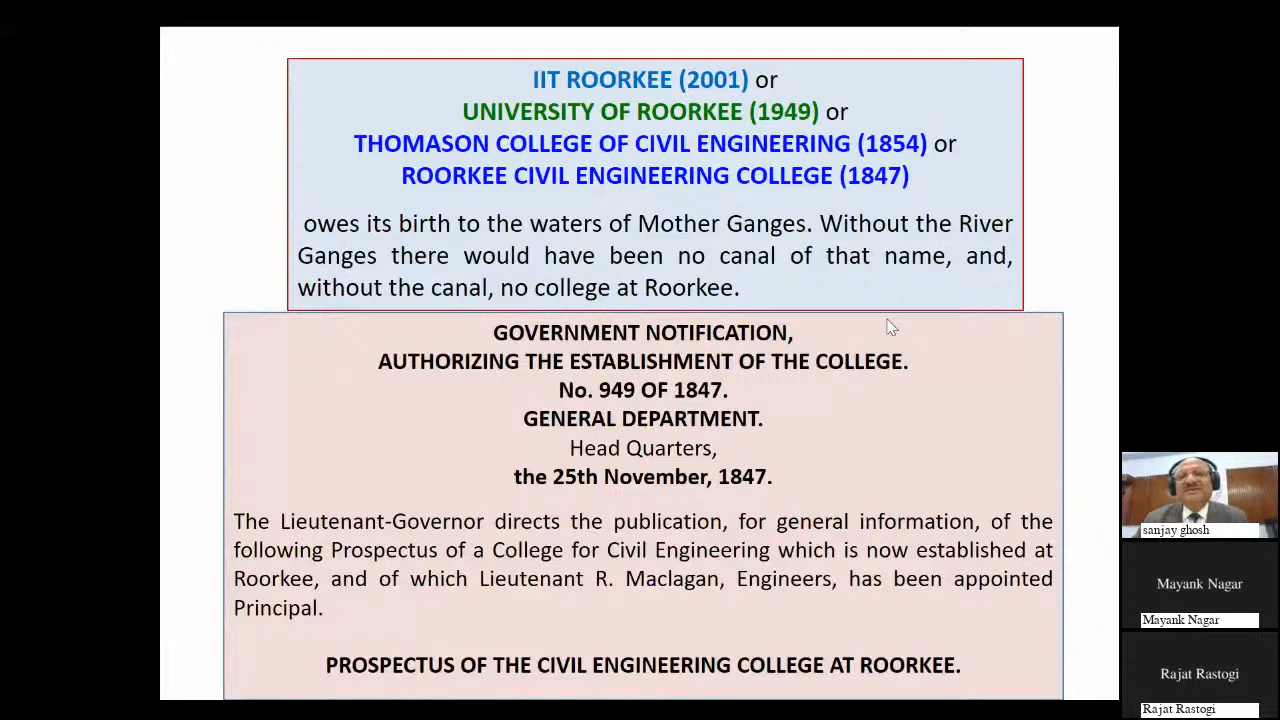 IIT ROORKEE (2001) or
UNIVERSITY OF ROORKEE (1949) or
THOMASON COLLEGE OF CIVIL ENGINEERING (1854) or
ROORKEE CIVIL ENGINEERING COLLEGE (1847)
owes its birth to the waters of Mother Ganges. Without the River
Ganges there would have been no canal of that name, and,
without the canal, no college at Roorkee.
GOVERNMENT NOTIFICATION,
AUTHORIZING THE ESTABLISHMENT OF THE COLLEGE.
No. 949 OF 1847.
GENERAL DEPARTMENT.
Head Quarters,
the 25th November, 1847.
The Lieutenant-Governor directs the publication, for general information, of the
following Prospectus of a College for Civil Engineering which is now established at
Roorkee, and of which Lieutenant R. Maclagan, Engineers, has been appointed
Principal.
PROSPECTUS OF THE CIVIL ENGINEERING COLLEGE AT ROORKEE.
sanjay ghosh
Mayank Nagar
Mayank Nagar
Rajat Rastogi
Rajat Rastogi